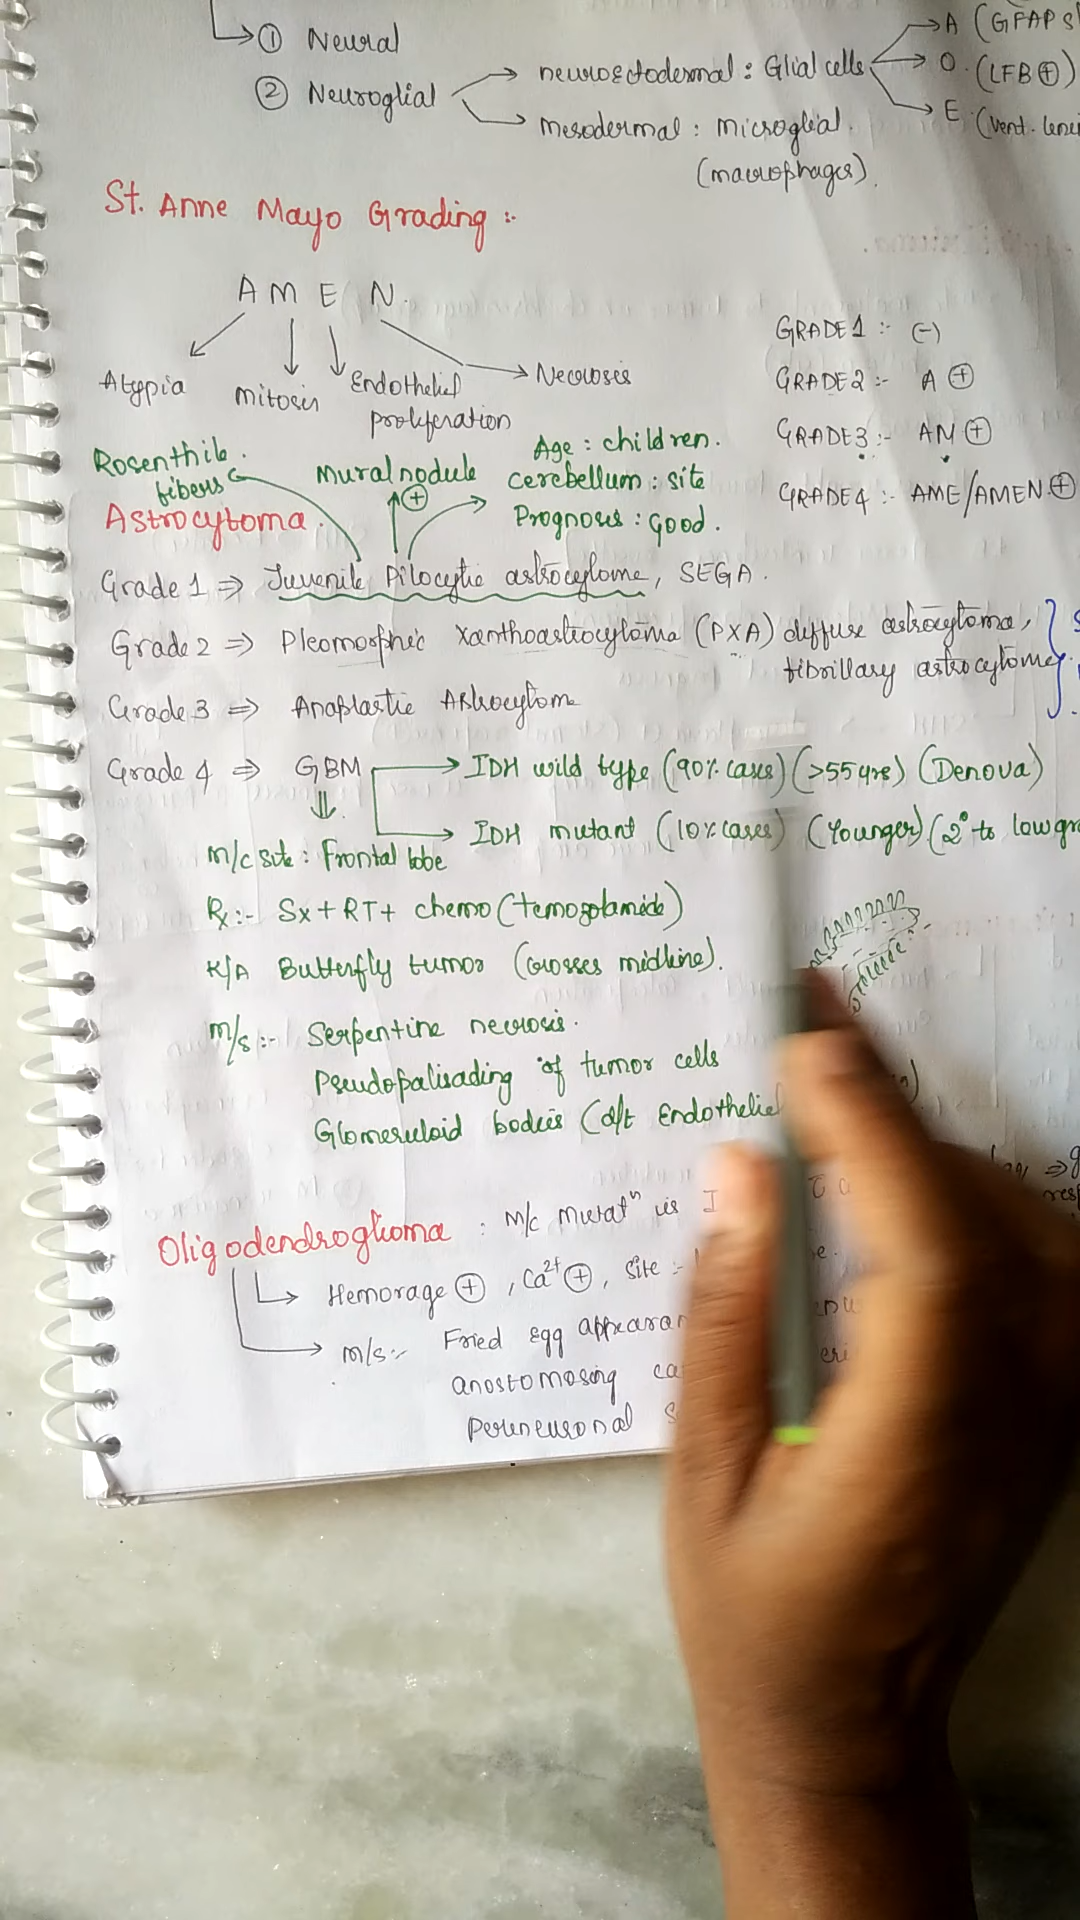 ① Neural
② Neuroglial
neuroectodermal : Glial cells
A (GFAP
O. (LFB ⊕)
E. (Vent.
Mesodermal : microglial.
(macrophages).
St. Anne Mayo Grading :-
A M E N.
Atypia
Mitosis
Endothelial proliferation
Necrosis
GRADE 1 :- (-)
GRADE 2 :- A ⊕
GRADE 3 :- AM ⊕
GRADE 4 :- AME/AMEN ⊕
Rosenthile fibers
Mural nodule ⊕
Age : children.
cerebellum : site
Prognosis : Good.
Astrocytoma.
Grade 1 ⇒ Juvenile Pilocytic astrocytoma, SEGA.
Grade 2 ⇒ Pleomorphic Xanthoastrocytoma (PXA) diffuse astrocytoma,
fibrillary astrocytoma
Grade 3 ⇒ Anaplastic Astrocytoma
Grade 4 ⇒ GBM → IDH wild type (90% cases) (>55 yrs) (Denova)
IDH mutant (10% cases) (Younger) (2° to low
m/c site : Frontal lobe
Rx :- Sx + RT + chemo (temozolamide)
K/A Butterfly tumor (crosses midline).
m/s :- Serpentine necrosis.
Pseudopalisading of tumor cells
Glomeruloid bodies (d/t
Oligodendroglioma : m/c mutatⁿ is
Hemorage ⊕, Ca²⁺ ⊕, site :-
m/s :- Fried egg
anostomosing
Perineuronal